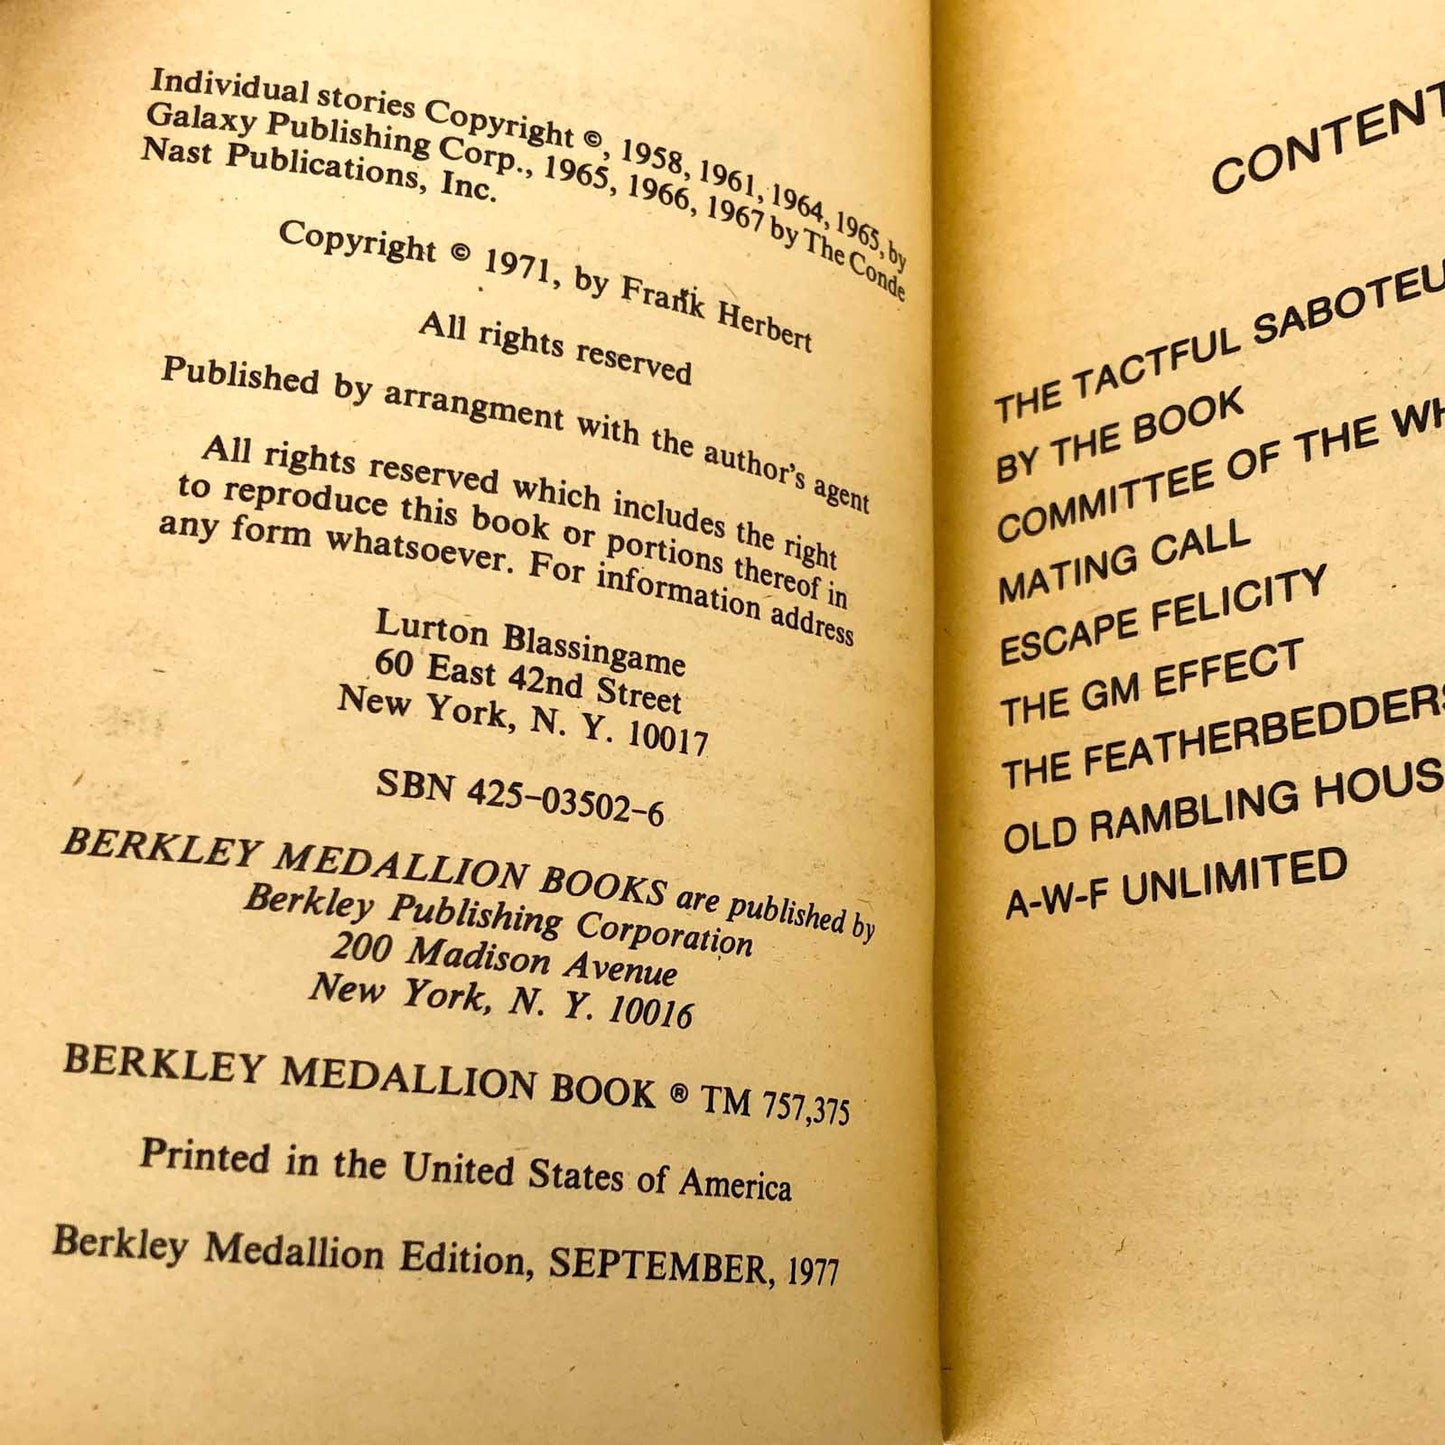 Individual stories Copyright ©, 1958, 1961, 1964, 1965, by
Galaxy Publishing Corp., 1965, 1966, 1967 by The Conde
Nast Publications, Inc.
Copyright © 1971, by Frank Herbert
All rights reserved
Published by arrangment with the author's agent
All rights reserved which includes the right
to reproduce this book or portions thereof in
any form whatsoever. For information address
Lurton Blassingame
60 East 42nd Street
New York, N. Y. 10017
SBN 425-03502-6
BERKLEY MEDALLION BOOKS are published by
Berkley Publishing Corporation
200 Madison Avenue
New York, N. Y. 10016
BERKLEY MEDALLION BOOK ® TM 757,375
Printed in the United States of America
Berkley Medallion Edition, SEPTEMBER, 1977
CONTENT
THE TACTFUL SABOTEU
BY THE BOOK
COMMITTEE OF THE WH
MATING CALL
ESCAPE FELICITY
THE GM EFFECT
THE FEATHERBEDDERS
OLD RAMBLING HOUS
A-W-F UNLIMITED